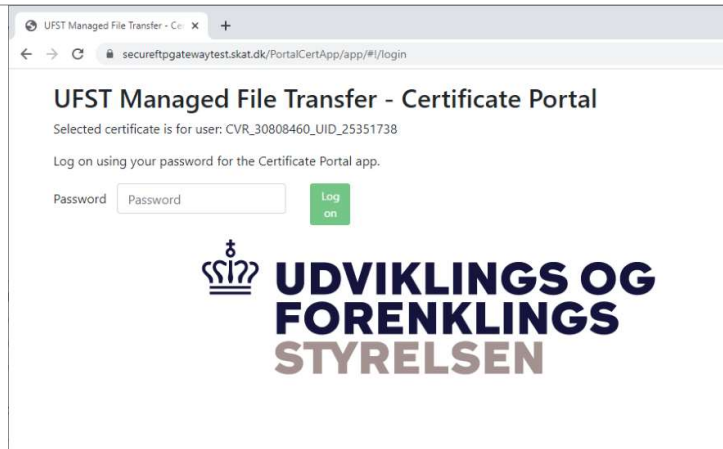 UFST Managed File Transfer - Ce
secureftpgatewaytest.skat.dk/PortalCertApp/app/#!/login
UFST Managed File Transfer - Certificate Portal
Selected certificate is for user: CVR_30808460_UID_25351738
Log on using your password for the Certificate Portal app.
Password Password Log
on
UDVIKLINGS OG
FORENKLINGS
STYRELSEN